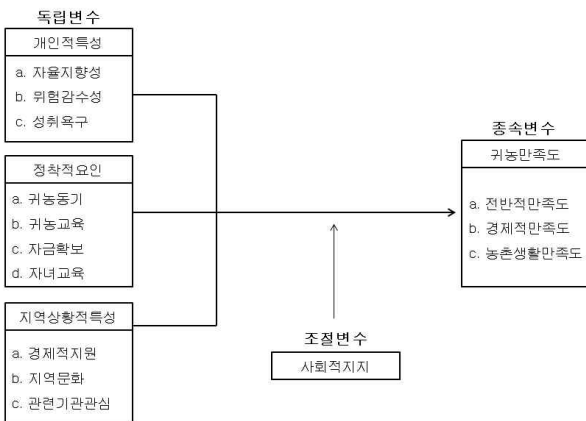 독립변수
개인적특성
a. 자율지향성
b. 위험감수성
c. 성취욕구
정착적요인
a. 귀농동기
b. 귀농교육
c. 자금확보
d. 자녀교육
지역상황적특성
a. 경제적지원
b. 지역문화
c. 관련기관관심
조절변수
사회적지지
종속변수
귀농만족도
a. 전반적만족도
b. 경제적만족도
c. 농촌생활만족도